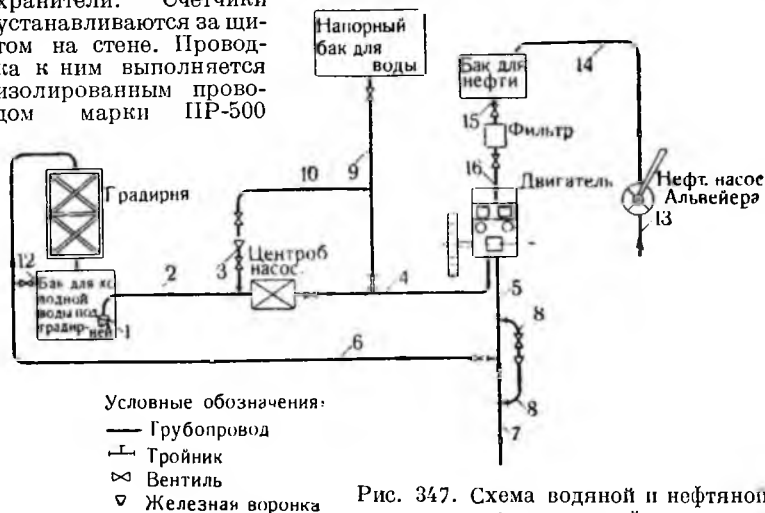 хранители. Счетчики
устанавливаются за щи-
том на стене. Провод-
ка к ним выполняется
изолированным прово-
дом марки ПР-500
Напорный
бак для
воды
Бак для
нефти
14
15
Фильтр
16
Двигатель
Нефт. насос
Альвейера
13
10
9
Градирня
12
Бак для хо
лодной
воды под
градир-
ней
1
2
3
Центроб
насос.
4
5
8
6
8
7
Условные обозначения:
Трубопровод
Тройник
Вентиль
Железная воронка
Рис. 347. Схема водяной и нефтяной